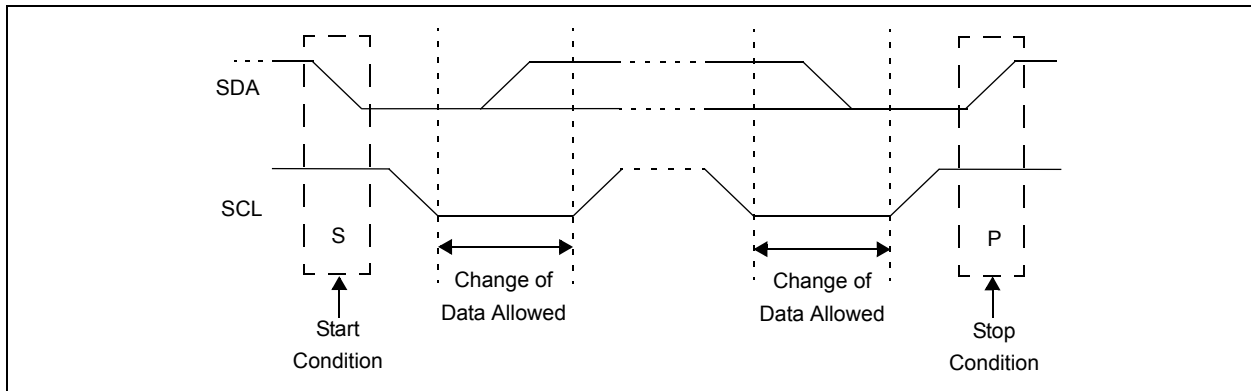 SDA
SCL
S
P
Change of
Data Allowed
Change of
Data Allowed
Start
Condition
Stop
Condition